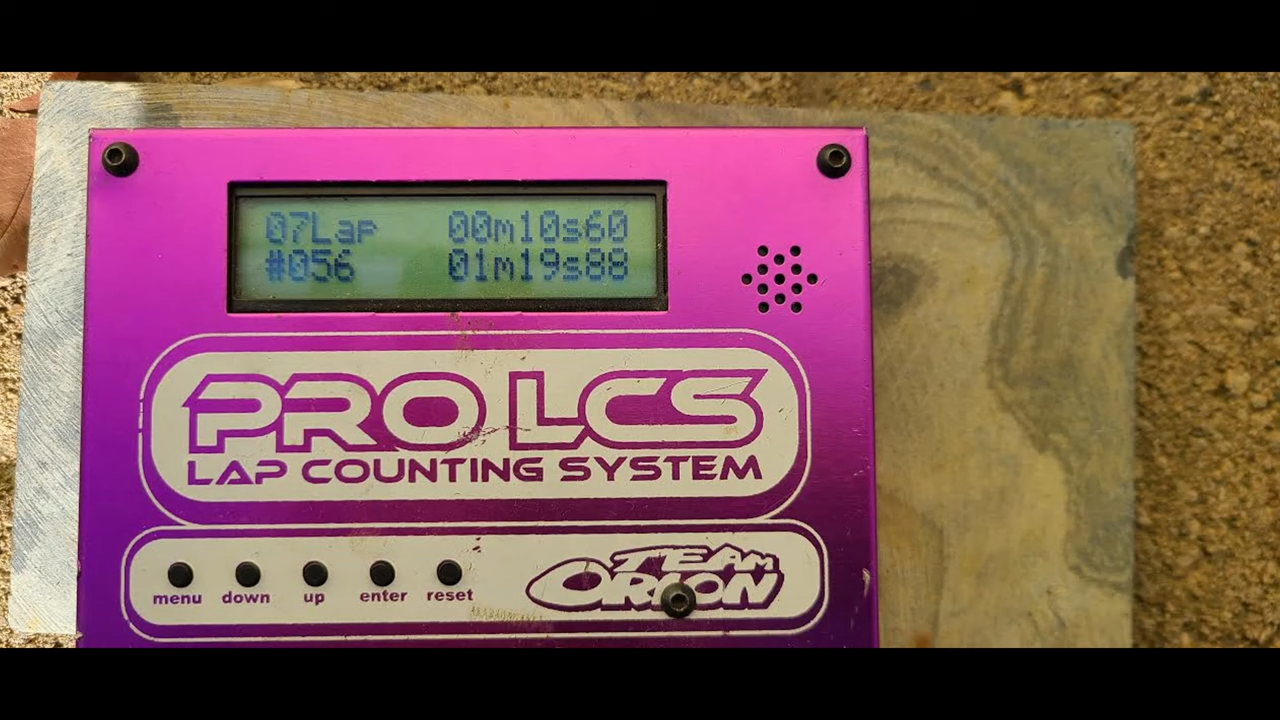 07Lap 00m10s60
#056 01m19s88
PRO LCS
LAP COUNTING SYSTEM
TEAM
ORION
menu down up enter reset